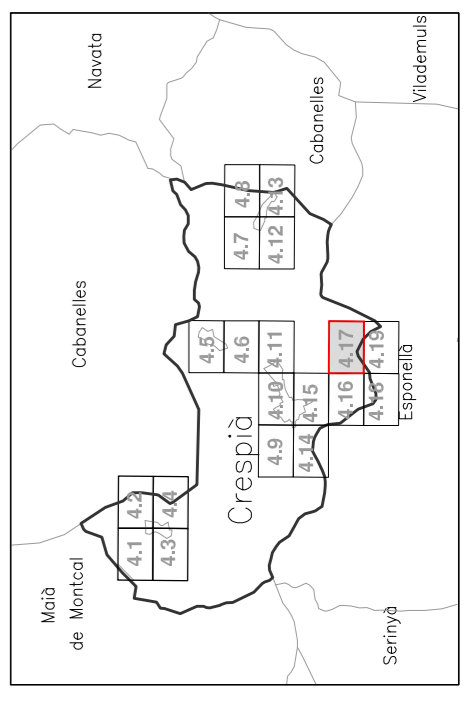 Maià
de Montcal
Cabanelles
Navata
Cabanelles
Vilademuls
Crespià
Serinyà
Esponellà
4.1
4.2
4.3
4.4
4.5
4.6
4.7
4.8
4.9
4.10
4.11
4.12
4.13
4.14
4.15
4.16
4.17
4.18
4.19